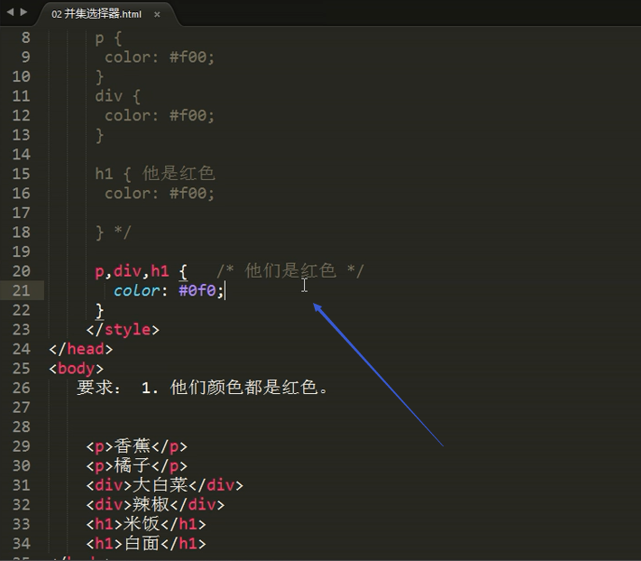 02 并集选择器.html ×
8 p {
9 color: #f00;
10 }
11 div {
12 color: #f00;
13 }
14
15 h1 { 他是红色
16 color: #f00;
17
18 } */
19
20 p,div,h1 { /* 他们是红色 */
21 color: #0f0;
22 }
23 </style>
24 </head>
25 <body>
26 要求： 1. 他们颜色都是红色。
27
28
29 <p>香蕉</p>
30 <p>橘子</p>
31 <div>大白菜</div>
32 <div>辣椒</div>
33 <h1>米饭</h1>
34 <h1>白面</h1>